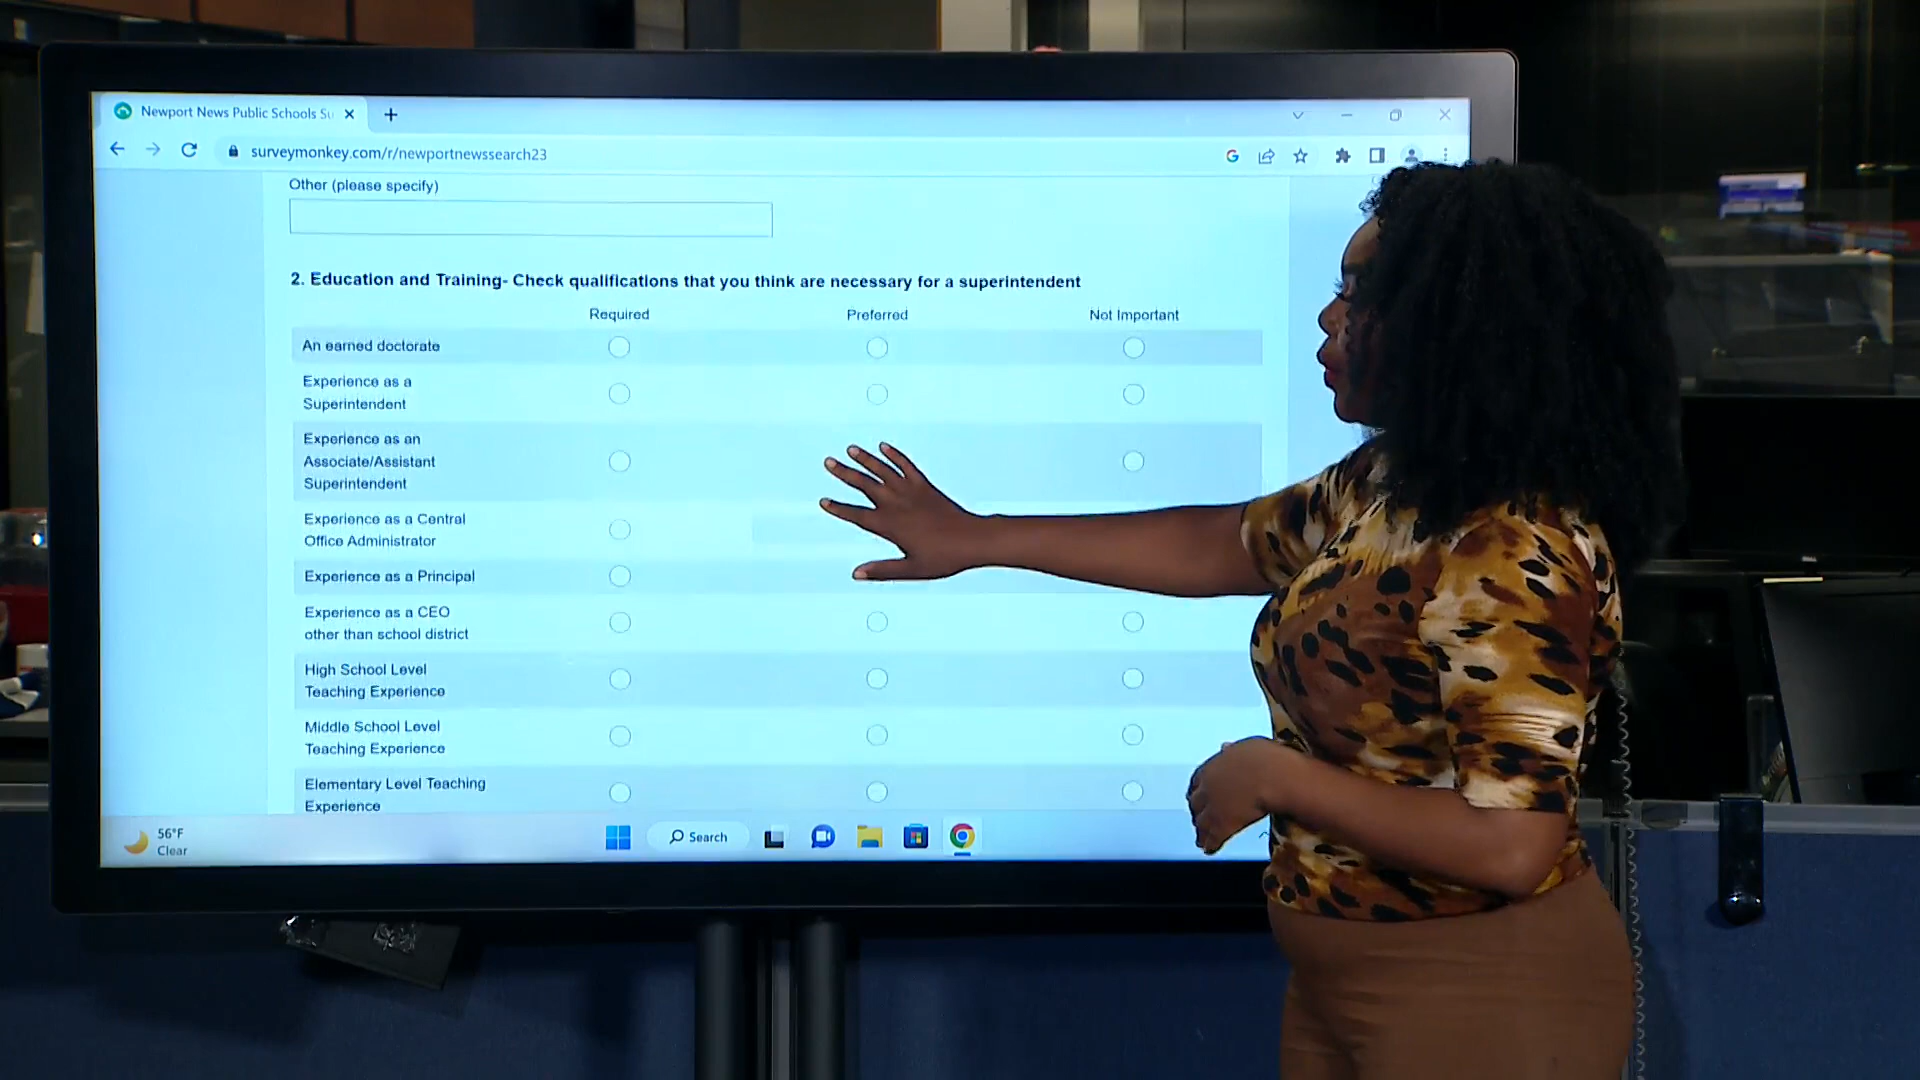 Newport News Public Schools Su
surveymonkey.com/r/newportnewssearch23
Other (please specify)
2. Education and Training- Check qualifications that you think are necessary for a superintendent
Required Preferred Not Important
An earned doctorate
Experience as a
Superintendent
Experience as an
Associate/Assistant
Superintendent
Experience as a Central
Office Administrator
Experience as a Principal
Experience as a CEO
other than school district
High School Level
Teaching Experience
Middle School Level
Teaching Experience
Elementary Level Teaching
Experience
56°F
Clear
Search